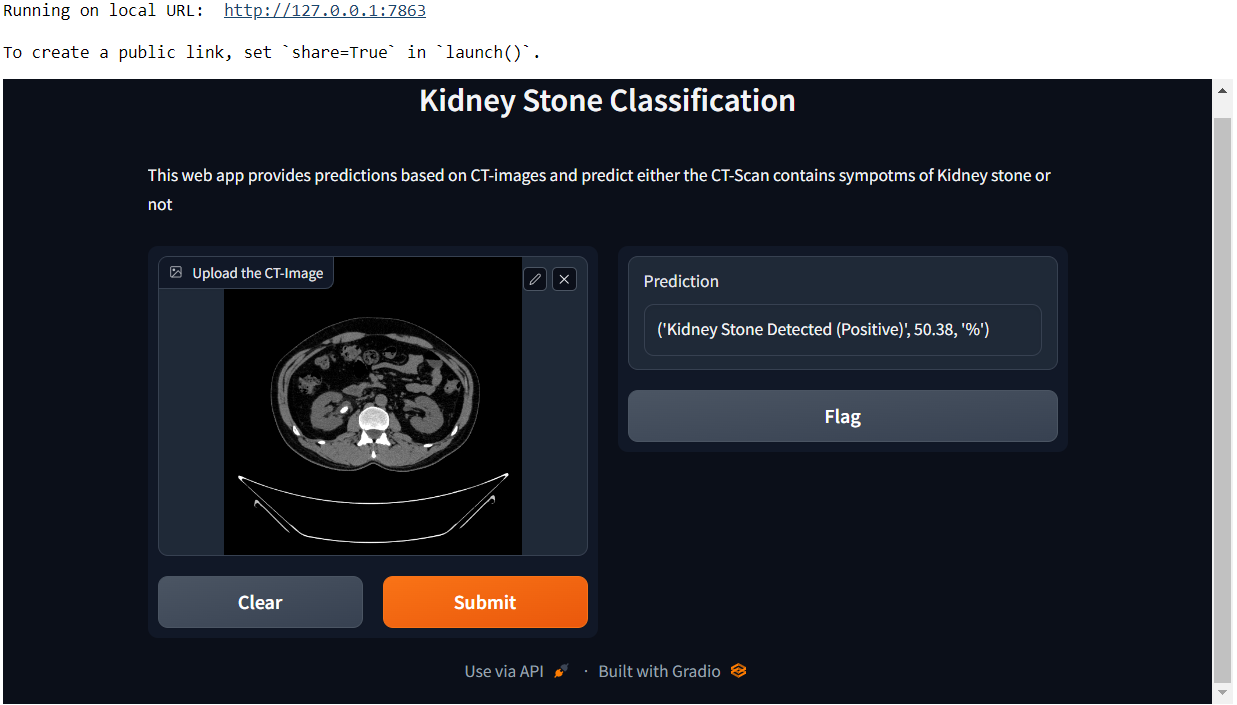 Running on local URL:  http://127.0.0.1:7863
To create a public link, set `share=True` in `launch()`.
Kidney Stone Classification
This web app provides predictions based on CT-images and predict either the CT-Scan contains sympotms of Kidney stone or
not
Upload the CT-Image
Prediction
('Kidney Stone Detected (Positive)', 50.38, '%')
Flag
Clear
Submit
Use via API · Built with Gradio